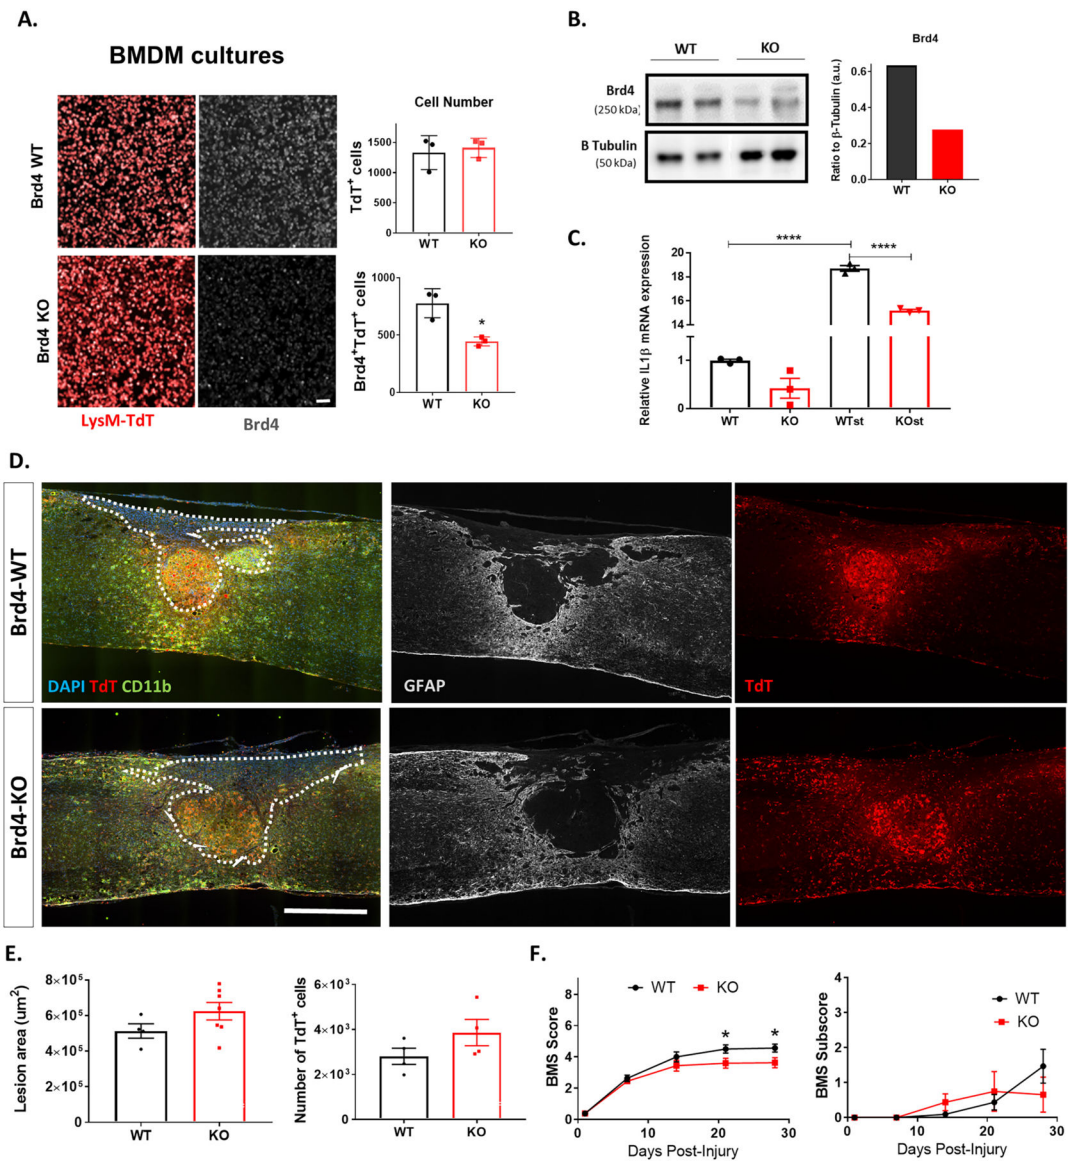 A.
BMDM cultures
Brd4 WT
Brd4 KO
LysM-TdT
Brd4
Cell Number
TdT⁺ cells
1500
1000
500
0
WT
KO
Brd4⁺TdT⁺ cells
1000
500
0
*
WT
KO
B.
WT
KO
Brd4
(250 kDa)
B Tubulin
(50 kDa)
Brd4
Ratio to β-Tubulin (a.u.)
0.6
0.4
0.2
0.0
WT
KO
C.
Relative IL1β mRNA expression
20
18
16
14
1
0
****
****
WT
KO
WTst
KOst
D.
Brd4-WT
DAPI TdT CD11b
GFAP
TdT
Brd4-KO
E.
Lesion area (um²)
8×10⁵
6×10⁵
4×10⁵
2×10⁵
0
WT
KO
Number of TdT⁺ cells
6×10³
4×10³
2×10³
0
WT
KO
F.
WT
KO
BMS Score
8
6
4
2
0
*
*
0
10
20
30
Days Post-Injury
BMS Subscore
4
3
2
1
0
WT
KO
0
10
20
30
Days Post-Injury